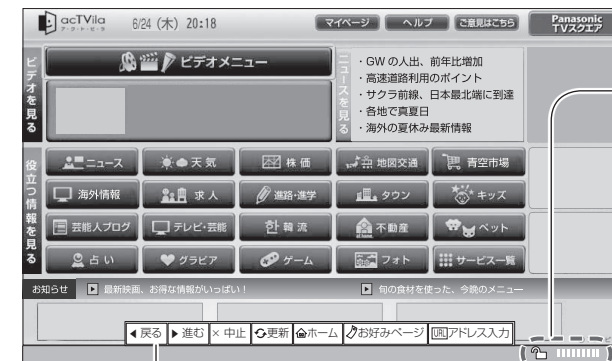 acTVila
ア・ク・ト・ビ・ラ
6/24 (木) 20:18
マイページ
ヘルプ
ご意見はこちら
Panasonic
TVスクエア
ビデオを見る
ビデオメニュー
ニュースを見る
・GW の人出、前年比増加
・高速道路利用のポイント
・サクラ前線、日本最北端に到達
・各地で真夏日
・海外の夏休み最新情報
役立つ情報を見る
ニュース
天気
株価
地図交通
青空市場
海外情報
求人
進路・進学
タウン
キッズ
芸能人ブログ
テレビ・芸能
한 韓流
不動産
ペット
占い
グラビア
ゲーム
フォト
サービス一覧
お知らせ
最新映画、お得な情報がいっぱい!
旬の食材を使った、今晩のメニュー
◀戻る
▶進む
×中止
更新
ホーム
お好みページ
URLアドレス入力